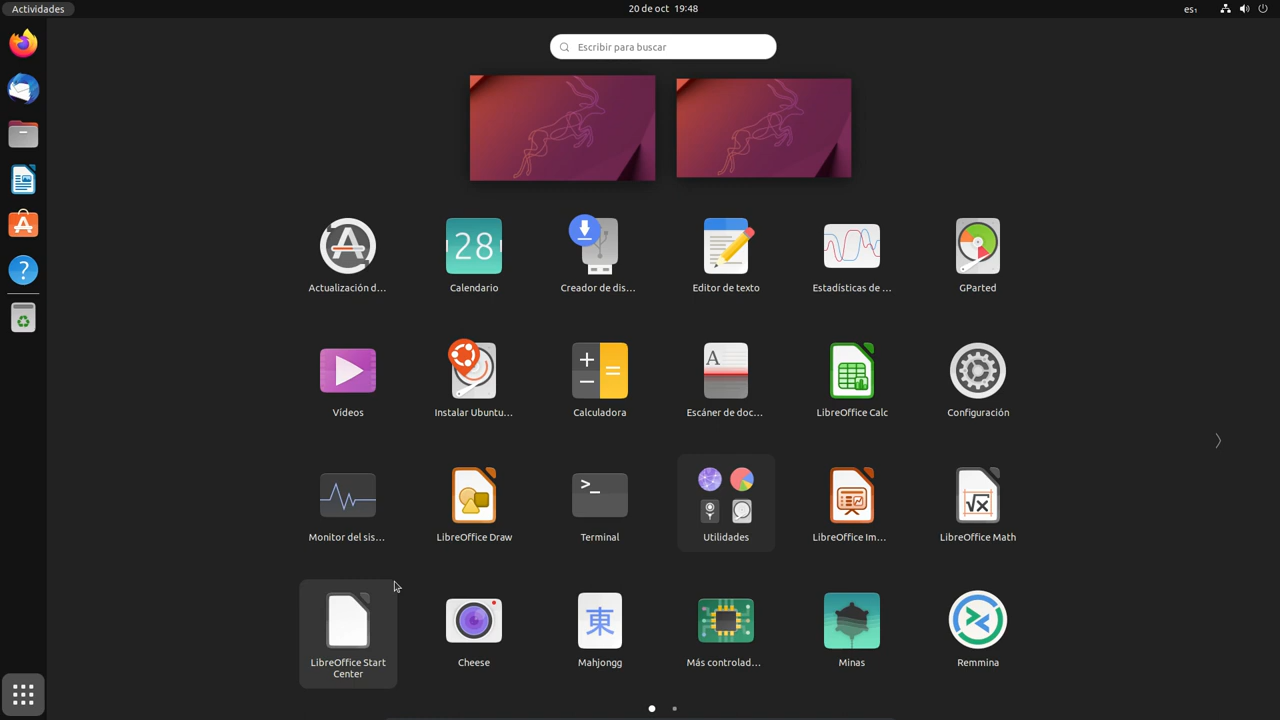 Actividades
20 de oct 19:48
es₁
Escribir para buscar
28
Actualización d...
Calendario
Creador de dis...
Editor de texto
Estadísticas de ...
GParted
A
Vídeos
Instalar Ubuntu...
Calculadora
Escáner de doc...
LibreOffice Calc
Configuración
>_
√x
Monitor del sis...
LibreOffice Draw
Terminal
Utilidades
LibreOffice Im...
LibreOffice Math
東
LibreOffice Start
Center
Cheese
Mahjongg
Más controlad...
Minas
Remmina